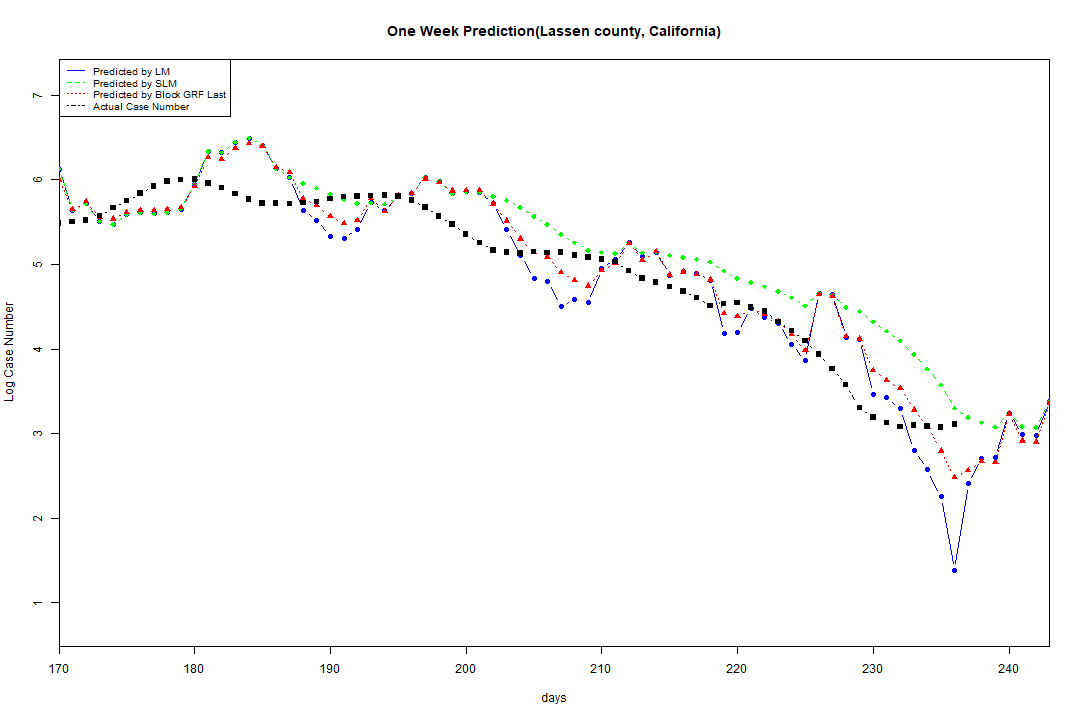 One Week Prediction(Lassen county, California)
Predicted by LM
Predicted by SLM
Predicted by Block GRF Last
Actual Case Number
Log Case Number
7
6
5
4
3
2
1
170 180 190 200 210 220 230 240
days